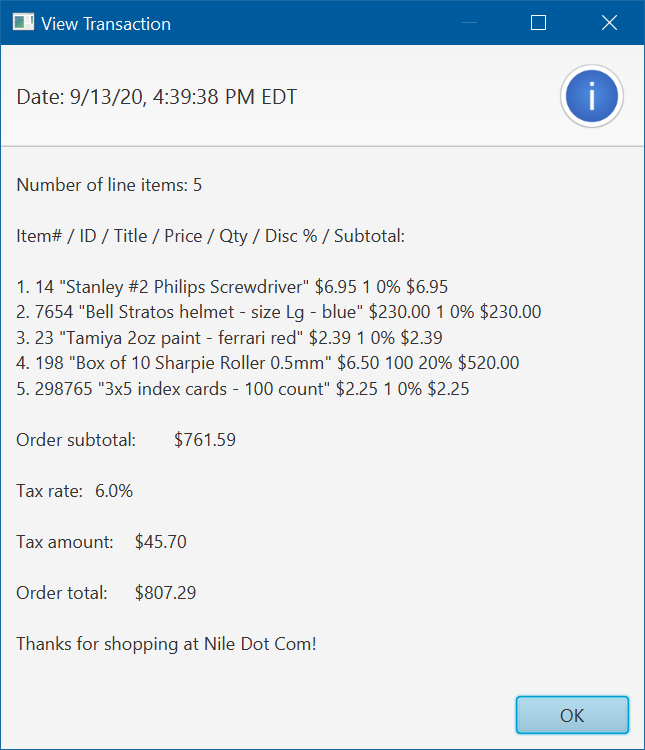 View Transaction
Date: 9/13/20, 4:39:38 PM EDT
i
Number of line items: 5
Item# / ID / Title / Price / Qty / Disc % / Subtotal:
1. 14 "Stanley #2 Philips Screwdriver" $6.95 1 0% $6.95
2. 7654 "Bell Stratos helmet - size Lg - blue" $230.00 1 0% $230.00
3. 23 "Tamiya 2oz paint - ferrari red" $2.39 1 0% $2.39
4. 198 "Box of 10 Sharpie Roller 0.5mm" $6.50 100 20% $520.00
5. 298765 "3x5 index cards - 100 count" $2.25 1 0% $2.25
Order subtotal: $761.59
Tax rate: 6.0%
Tax amount: $45.70
Order total: $807.29
Thanks for shopping at Nile Dot Com!
OK